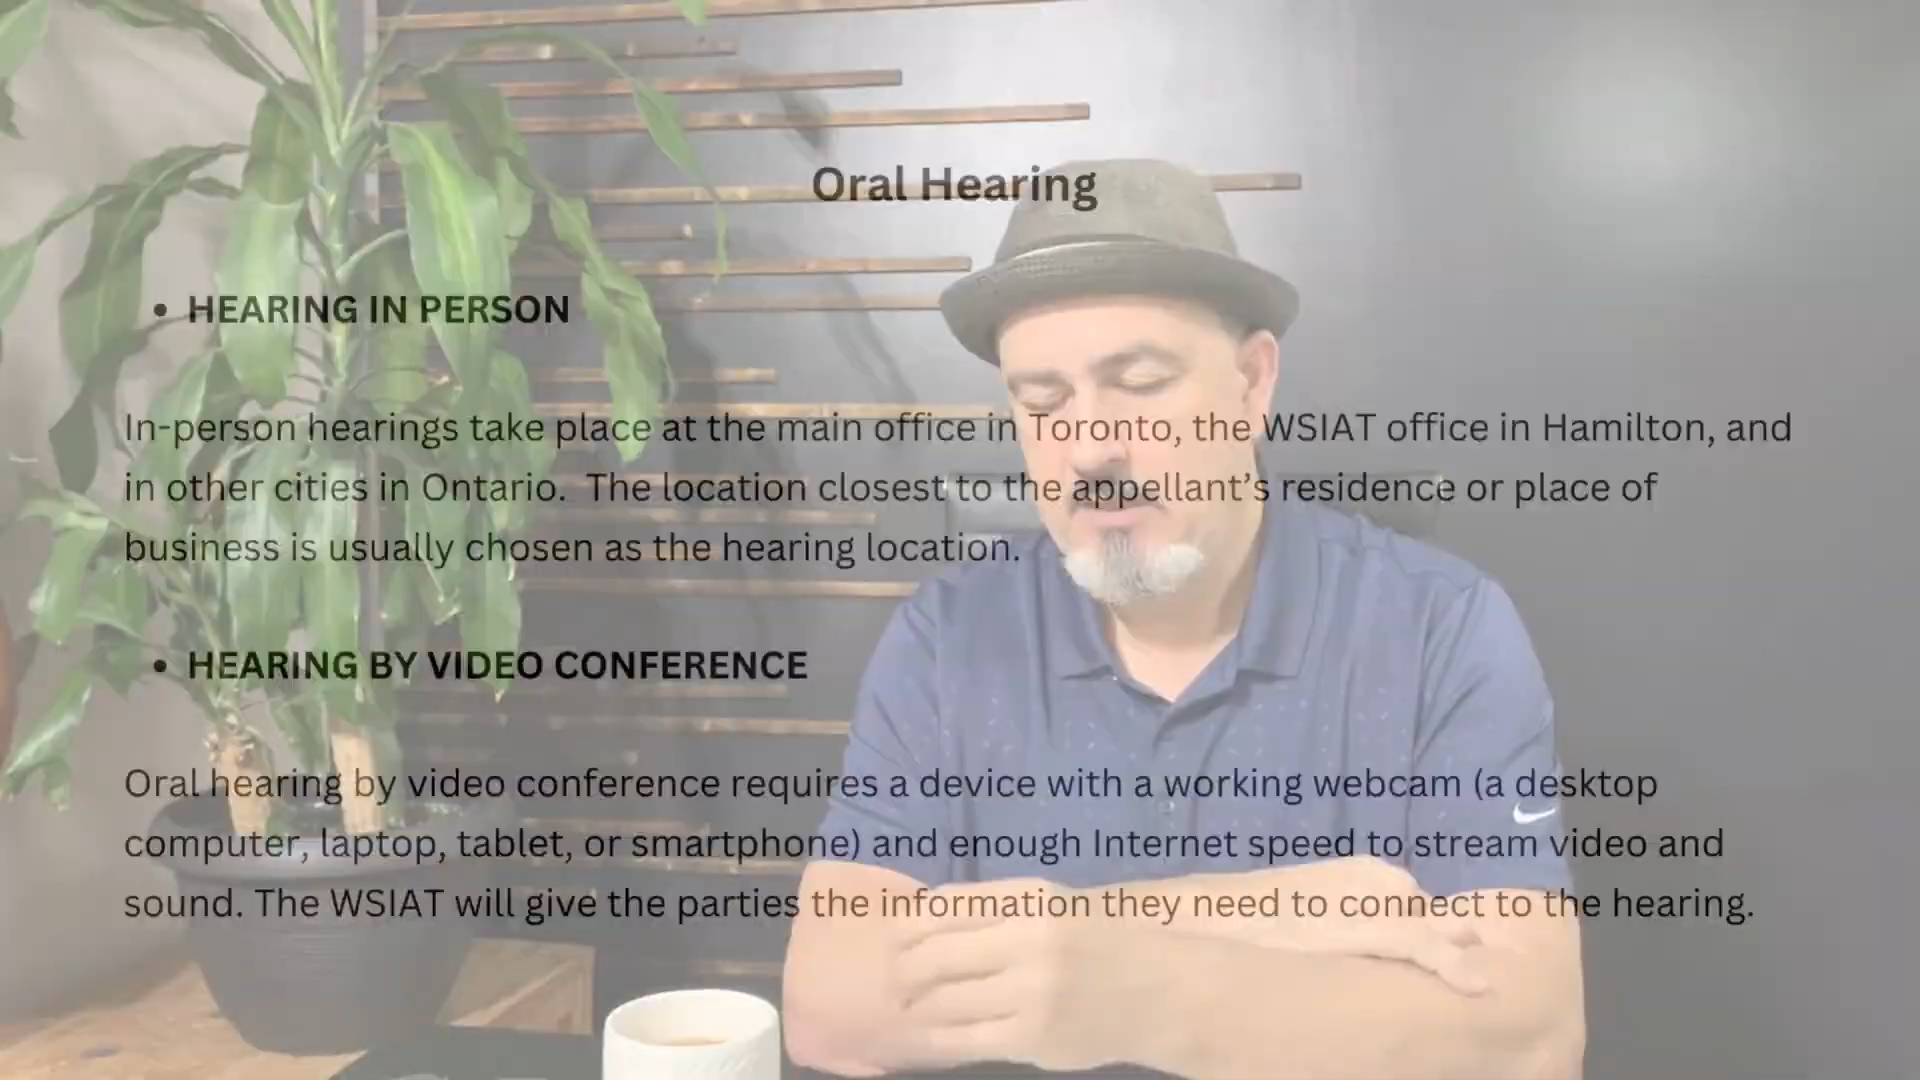 Oral Hearing
• HEARING IN PERSON
In-person hearings take place at the main office in Toronto, the WSIAT office in Hamilton, and
in other cities in Ontario.  The location closest to the appellant’s residence or place of
business is usually chosen as the hearing location.
• HEARING BY VIDEO CONFERENCE
Oral hearing by video conference requires a device with a working webcam (a desktop
computer, laptop, tablet, or smartphone) and enough Internet speed to stream video and
sound. The WSIAT will give the parties the information they need to connect to the hearing.